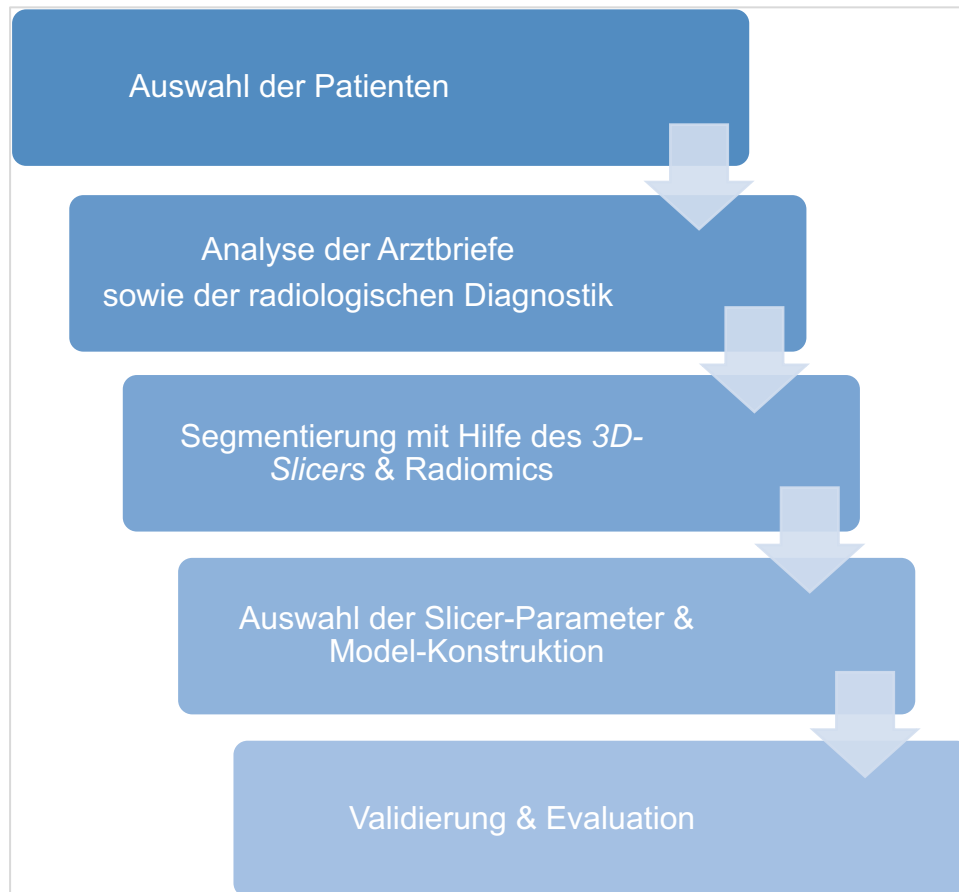 Auswahl der Patienten
Analyse der Arztbriefe
sowie der radiologischen Diagnostik
Segmentierung mit Hilfe des 3D-
Slicers & Radiomics
Auswahl der Slicer-Parameter &
Model-Konstruktion
Validierung & Evaluation